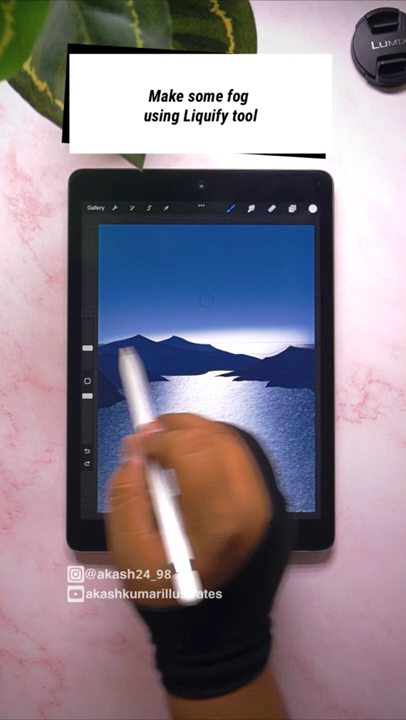 LUMIX
Make some fog
using Liquify tool
Gallery
@akash24_98
akashkumarillustrates